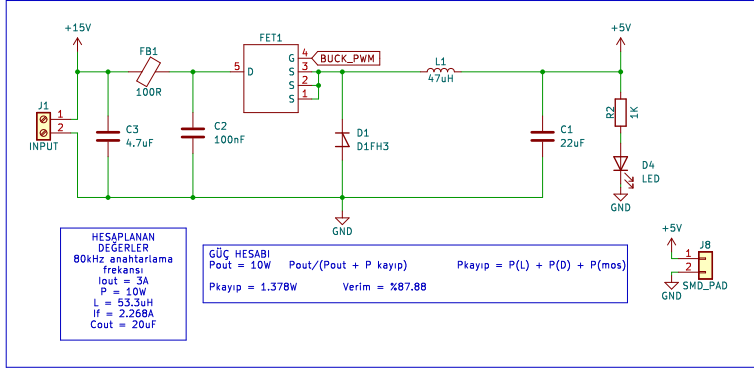 +15V
FB1
100R
FET1
5
D
G
4
BUCK_PWM
S
3
S
2
S
1
L1
47uH
+5V
J1
1
2
INPUT
C3
4.7uF
C2
100nF
D1
D1FH3
C1
22uF
R2
1K
D4
LED
GND
GND
HESAPLANAN
DEĞERLER
80kHz anahtarlama
frekansı
Iout = 3A
P = 10W
L = 53.3uH
If = 2.268A
Cout = 20uF
GÜÇ HESABI
Pout = 10W Pout/(Pout + P kayıp) Pkayıp = P(L) + P(D) + P(mos)
Pkayıp = 1.378W Verim = %87.88
+5V
J8
1
2
SMD_PAD
GND